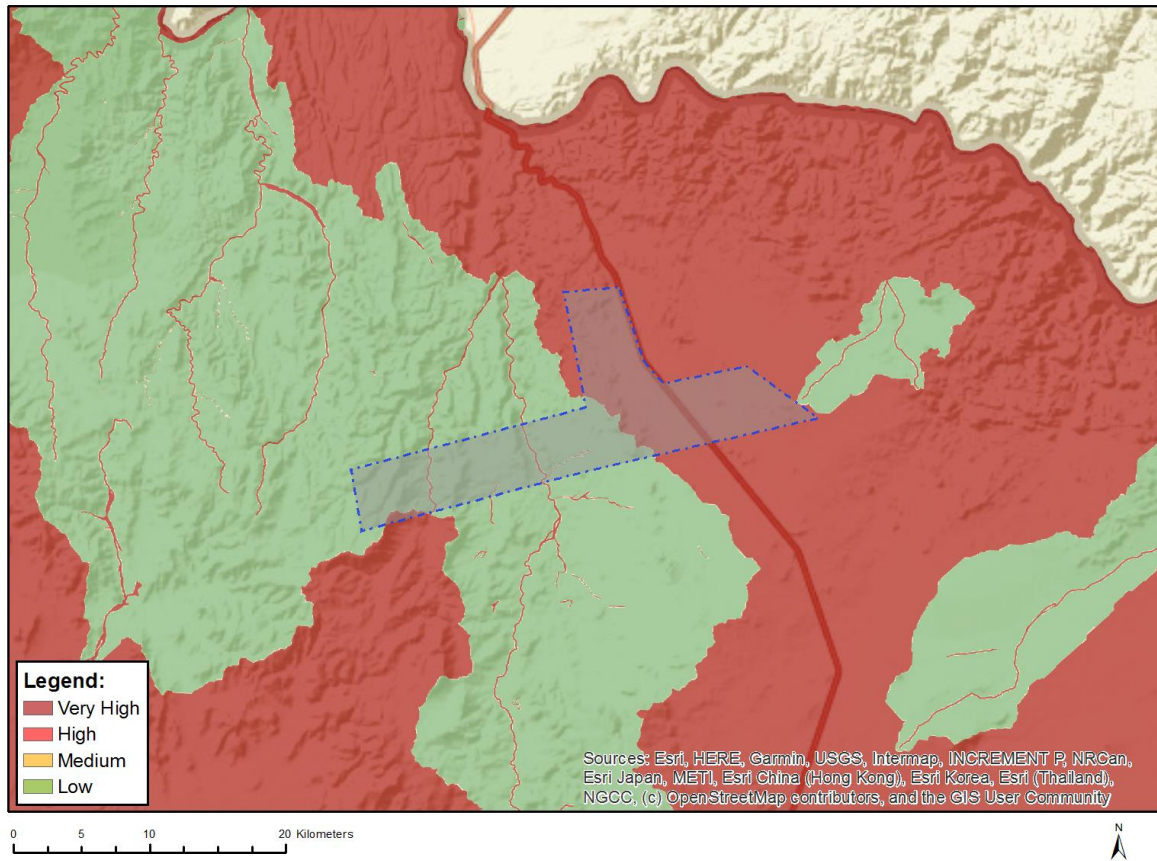 Legend:
Very High
High
Medium
Low
Sources: Esri, HERE, Garmin, USGS, Intermap, INCREMENT P, NRCan,
Esri Japan, METI, Esri China (Hong Kong), Esri Korea, Esri (Thailand),
NGCC, (c) OpenStreetMap contributors, and the GIS User Community
0 5 10 20 Kilometers
N